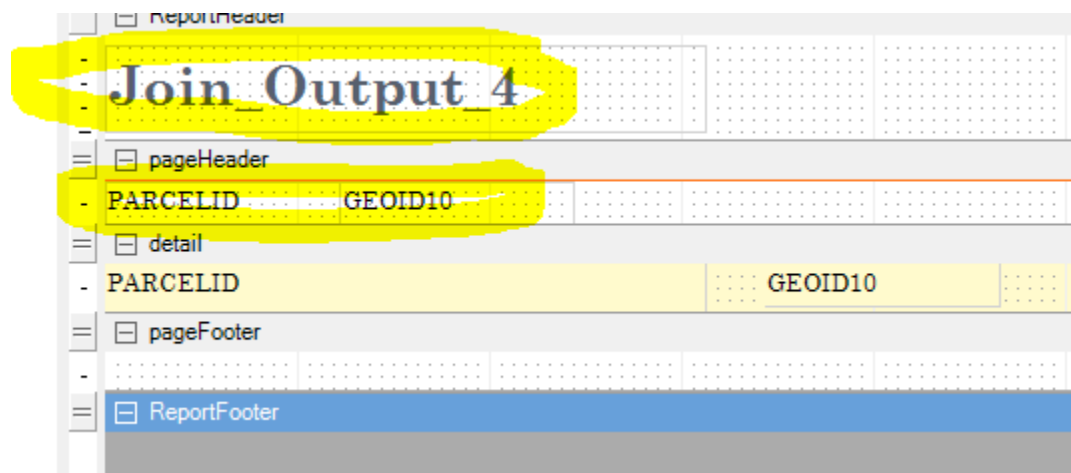 ReportHeader
Join_Output_4
pageHeader
PARCELID GEOID10
detail
PARCELID GEOID10
pageFooter
ReportFooter